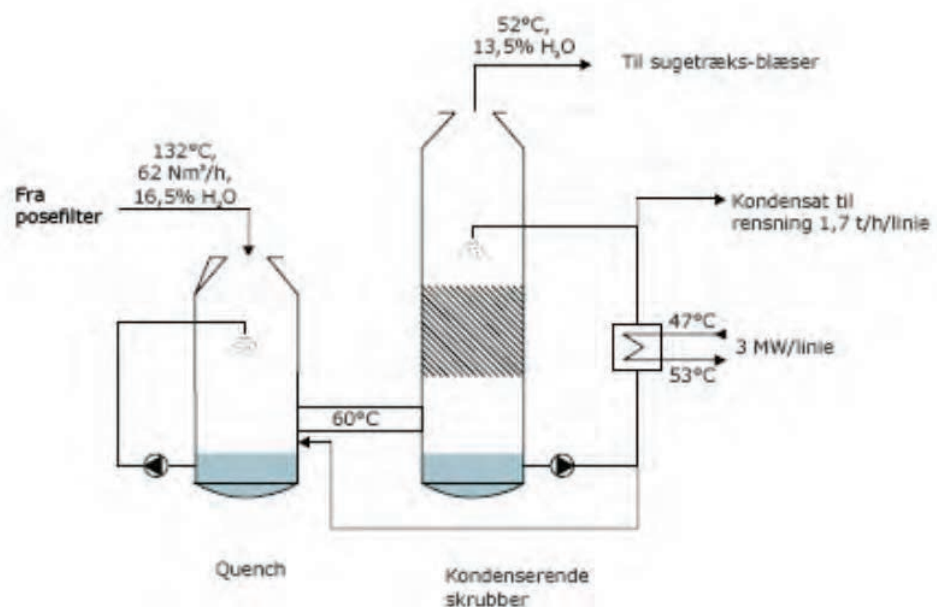 52°C,
13,5% H₂O
Til sugetræks-blæser
132°C,
62 Nm³/h,
16,5% H₂O
Fra
posefilter
Kondensat til
rensning 1,7 t/h/linie
47°C
3 MW/linie
53°C
60°C
Quench
Kondenserende
skrubber